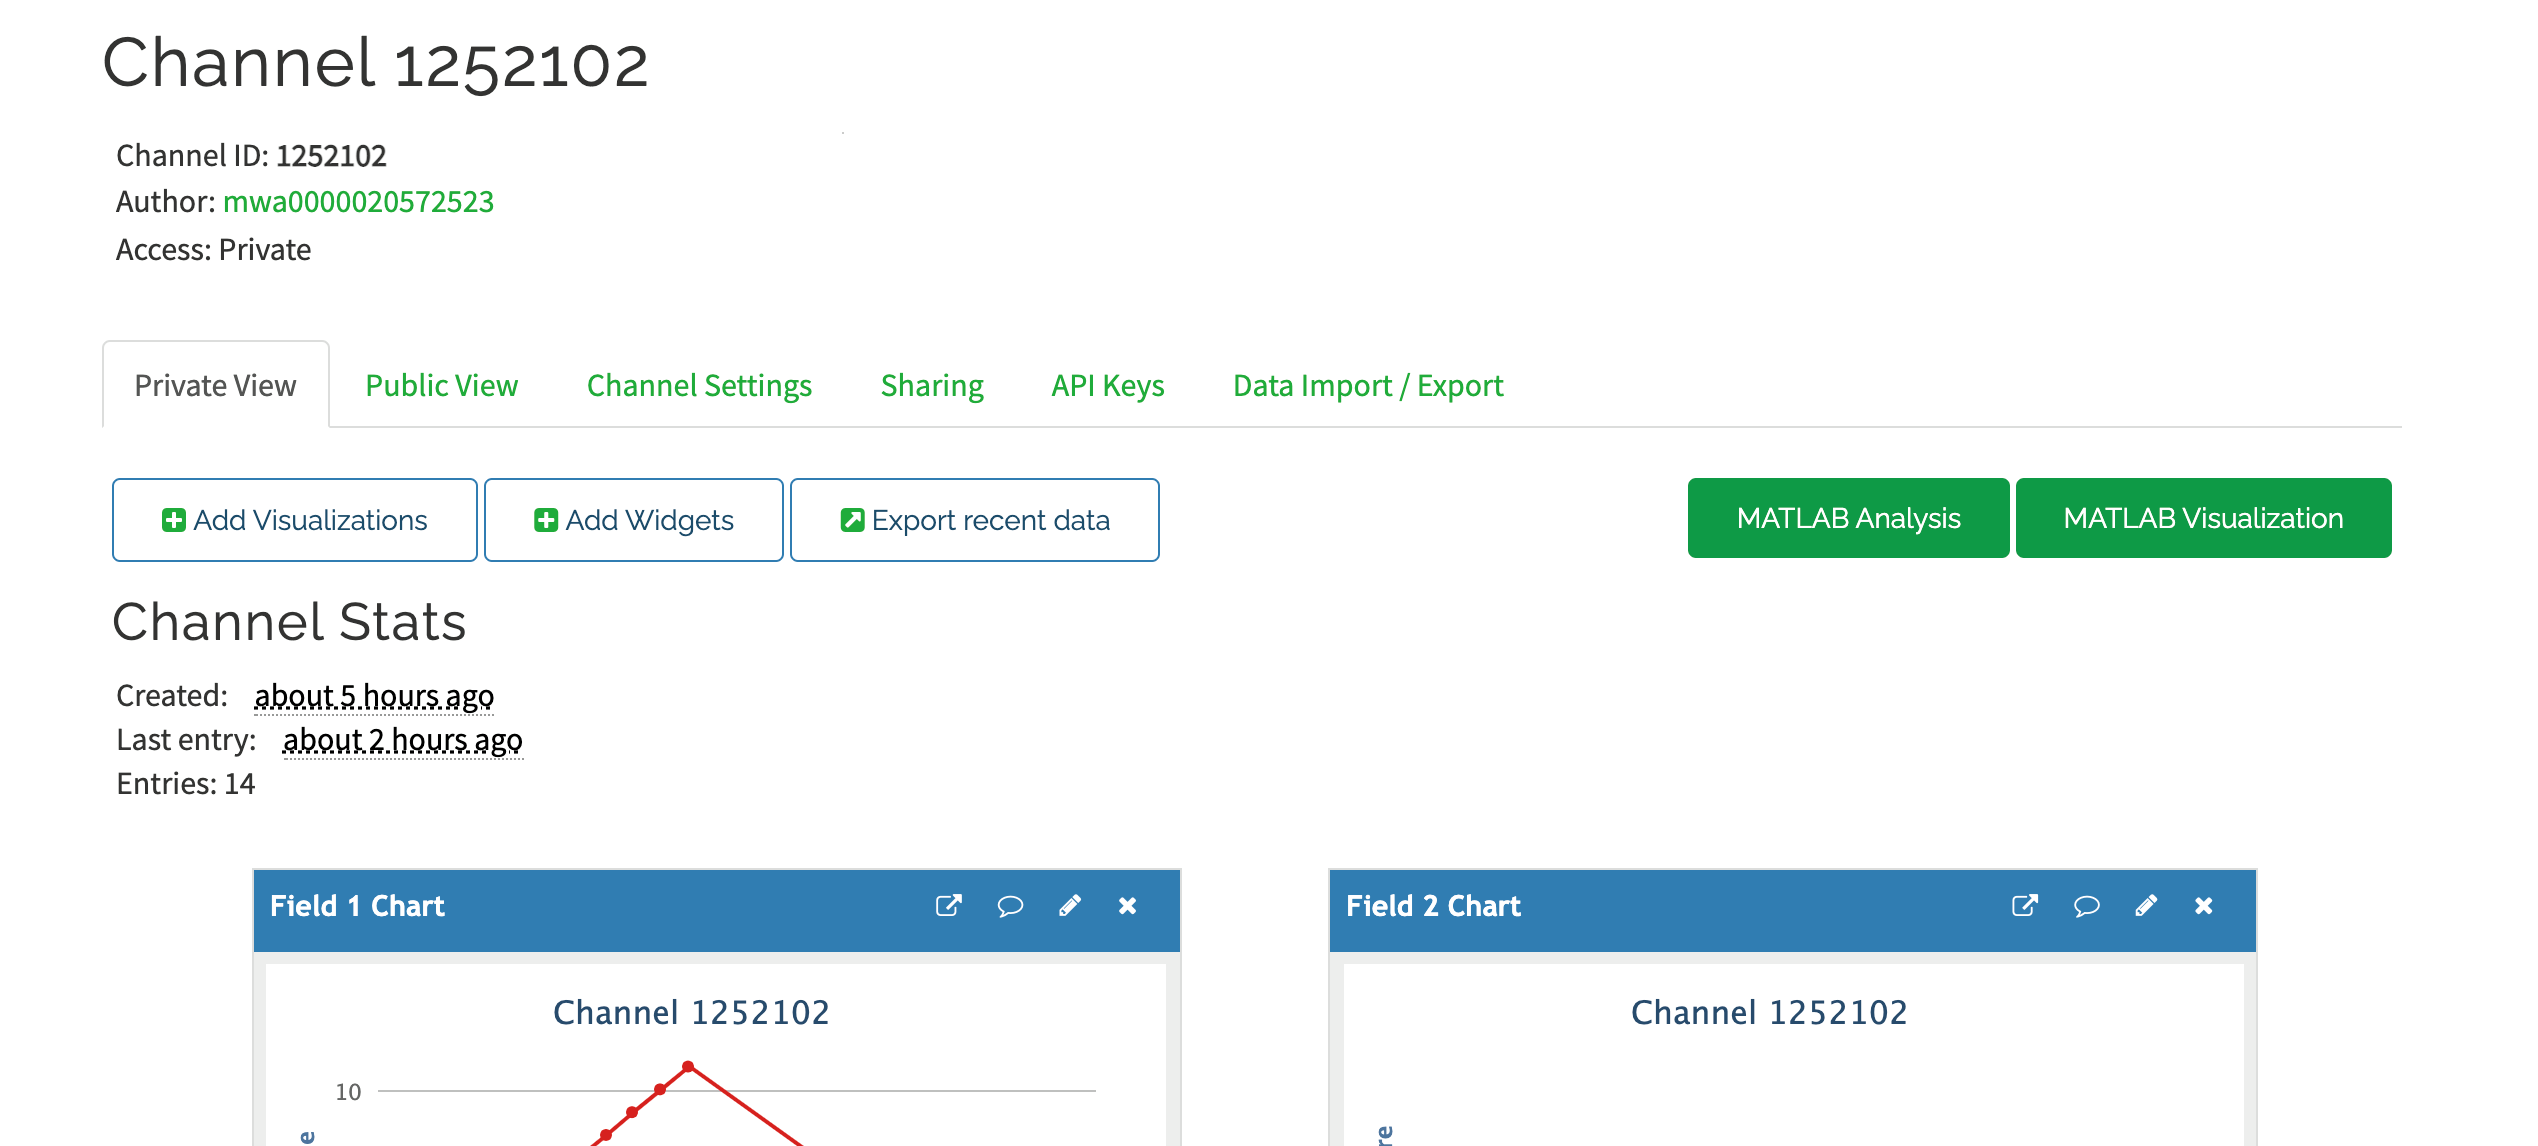 Channel 1252102
Channel ID: 1252102
Author: mwa0000020572523
Access: Private
Private View Public View Channel Settings Sharing API Keys Data Import / Export
Add Visualizations Add Widgets Export recent data MATLAB Analysis MATLAB Visualization
Channel Stats
Created: about 5 hours ago
Last entry: about 2 hours ago
Entries: 14
Field 1 Chart
Channel 1252102
10
Field 2 Chart
Channel 1252102